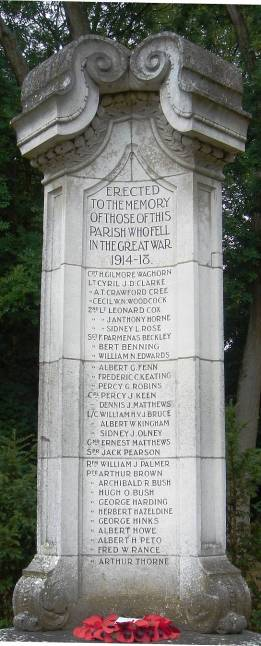 ERECTED
TO THE MEMORY
OF THOSE OF THIS
PARISH WHO FELL
IN THE GREAT WAR
1914-18.
CPT H. GILMORE WAGHORN
LT CYRIL J.D. CLARKE
" A.T. CRAWFORD CREE
" CECIL W.N. WOODCOCK
2ND LT LEONARD COX
" " J. ANTHONY HORNE
" " SIDNEY L. ROSE
SGT F. PARMENAS BECKLEY
" BERT BENNING
" WILLIAM N. EDWARDS
" ALBERT G. FENN
" FREDERIC C. KEATING
" PERCY G. ROBINS
CPL PERCY J. KEEN
" DENNIS J. MATTHEWS
L/C WILLIAM H.V.J. BRUCE
" ALBERT W. KINGHAM
" SIDNEY J. OLNEY
GNR ERNEST MATTHEWS
SPR JACK PEARSON
RFN WILLIAM J. PALMER
PTE ARTHUR BROWN
" ARCHIBALD R. BUSH
" HUGH O. BUSH
" GEORGE HARDING
" HERBERT HAZELDINE
" GEORGE HINKS
" ALBERT HOWE
" ALBERT H. PETO
" FRED W. RANCE
" ARTHUR THORNE